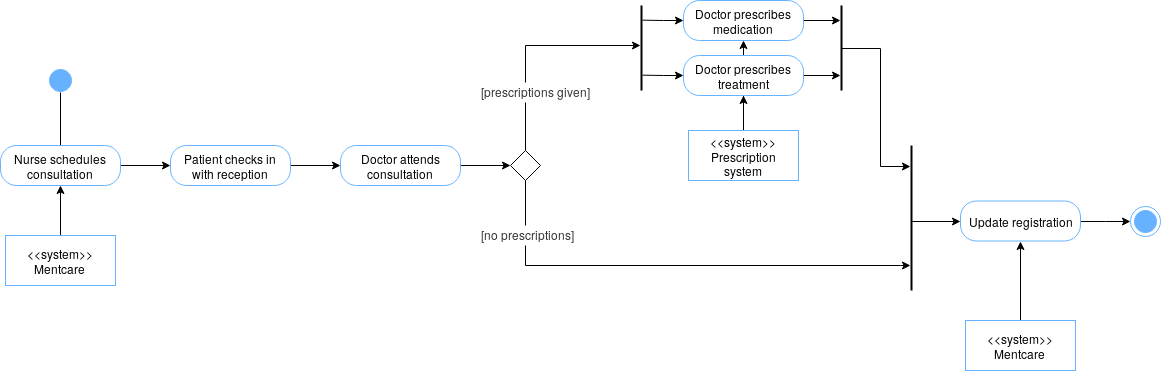 Doctor prescribes
medication
Doctor prescribes
treatment
[prescriptions given]
<<system>>
Prescription
system
Nurse schedules
consultation
Patient checks in
with reception
Doctor attends
consultation
[no prescriptions]
Update registration
<<system>>
Mentcare
<<system>>
Mentcare